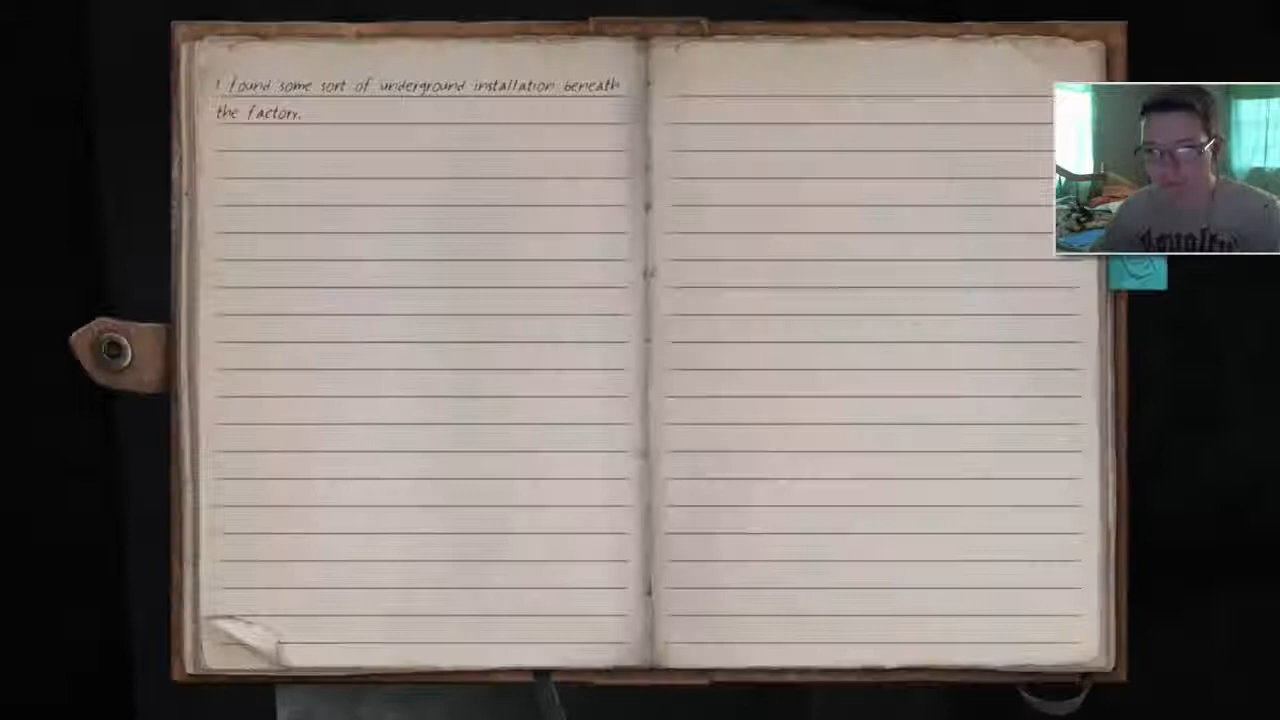 I found some sort of underground installation beneath
the factory.